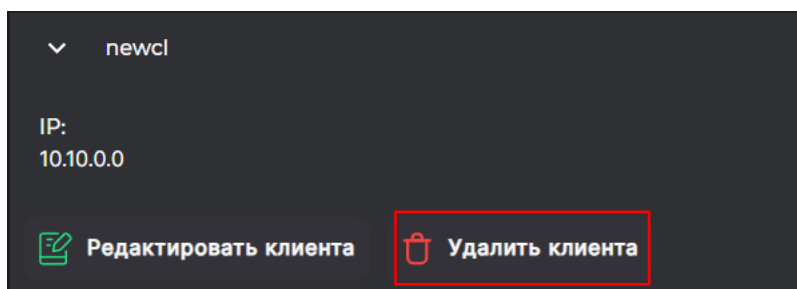 newcl
IP:
10.10.0.0
Редактировать клиента
Удалить клиента